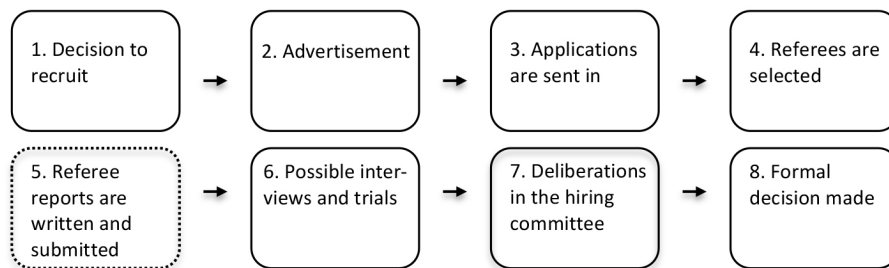 1. Decision to
recruit
2. Advertisement
3. Applications
are sent in
4. Referees are
selected
5. Referee
reports are
written and
submitted
6. Possible inter-
views and trials
7. Deliberations
in the hiring
committee
8. Formal
decision made